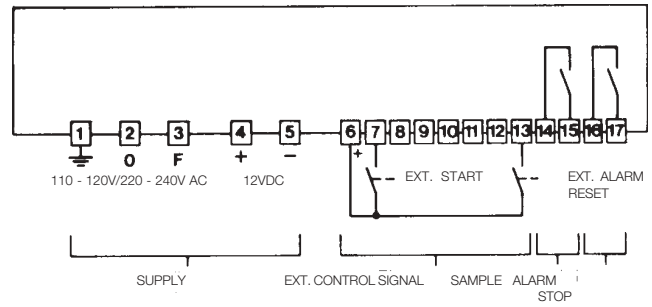 1 2 3 4 5 6 7 8 9 10 11 12 13 14 15 16 17
0 F + − +
110 - 120V/220 - 240V AC 12VDC EXT. START EXT. ALARM
RESET
SUPPLY EXT. CONTROL SIGNAL SAMPLE ALARM
STOP